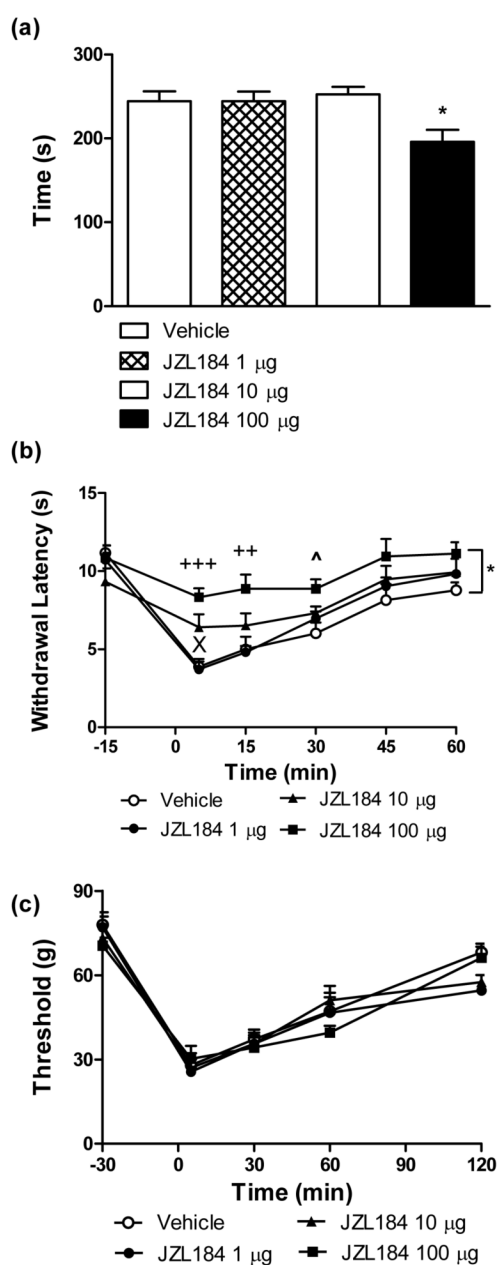 (a)
300
200
100
0
Time (s)
*
Vehicle
JZL184 1 μg
JZL184 10 μg
JZL184 100 μg
(b)
15
10
5
0
Withdrawal Latency (s)
+++
++
^
X
*
-15 0 15 30 45 60
Time (min)
Vehicle JZL184 10 μg
JZL184 1 μg JZL184 100 μg
(c)
90
60
30
0
Threshold (g)
-30 0 30 60 90 120
Time (min)
Vehicle JZL184 10 μg
JZL184 1 μg JZL184 100 μg